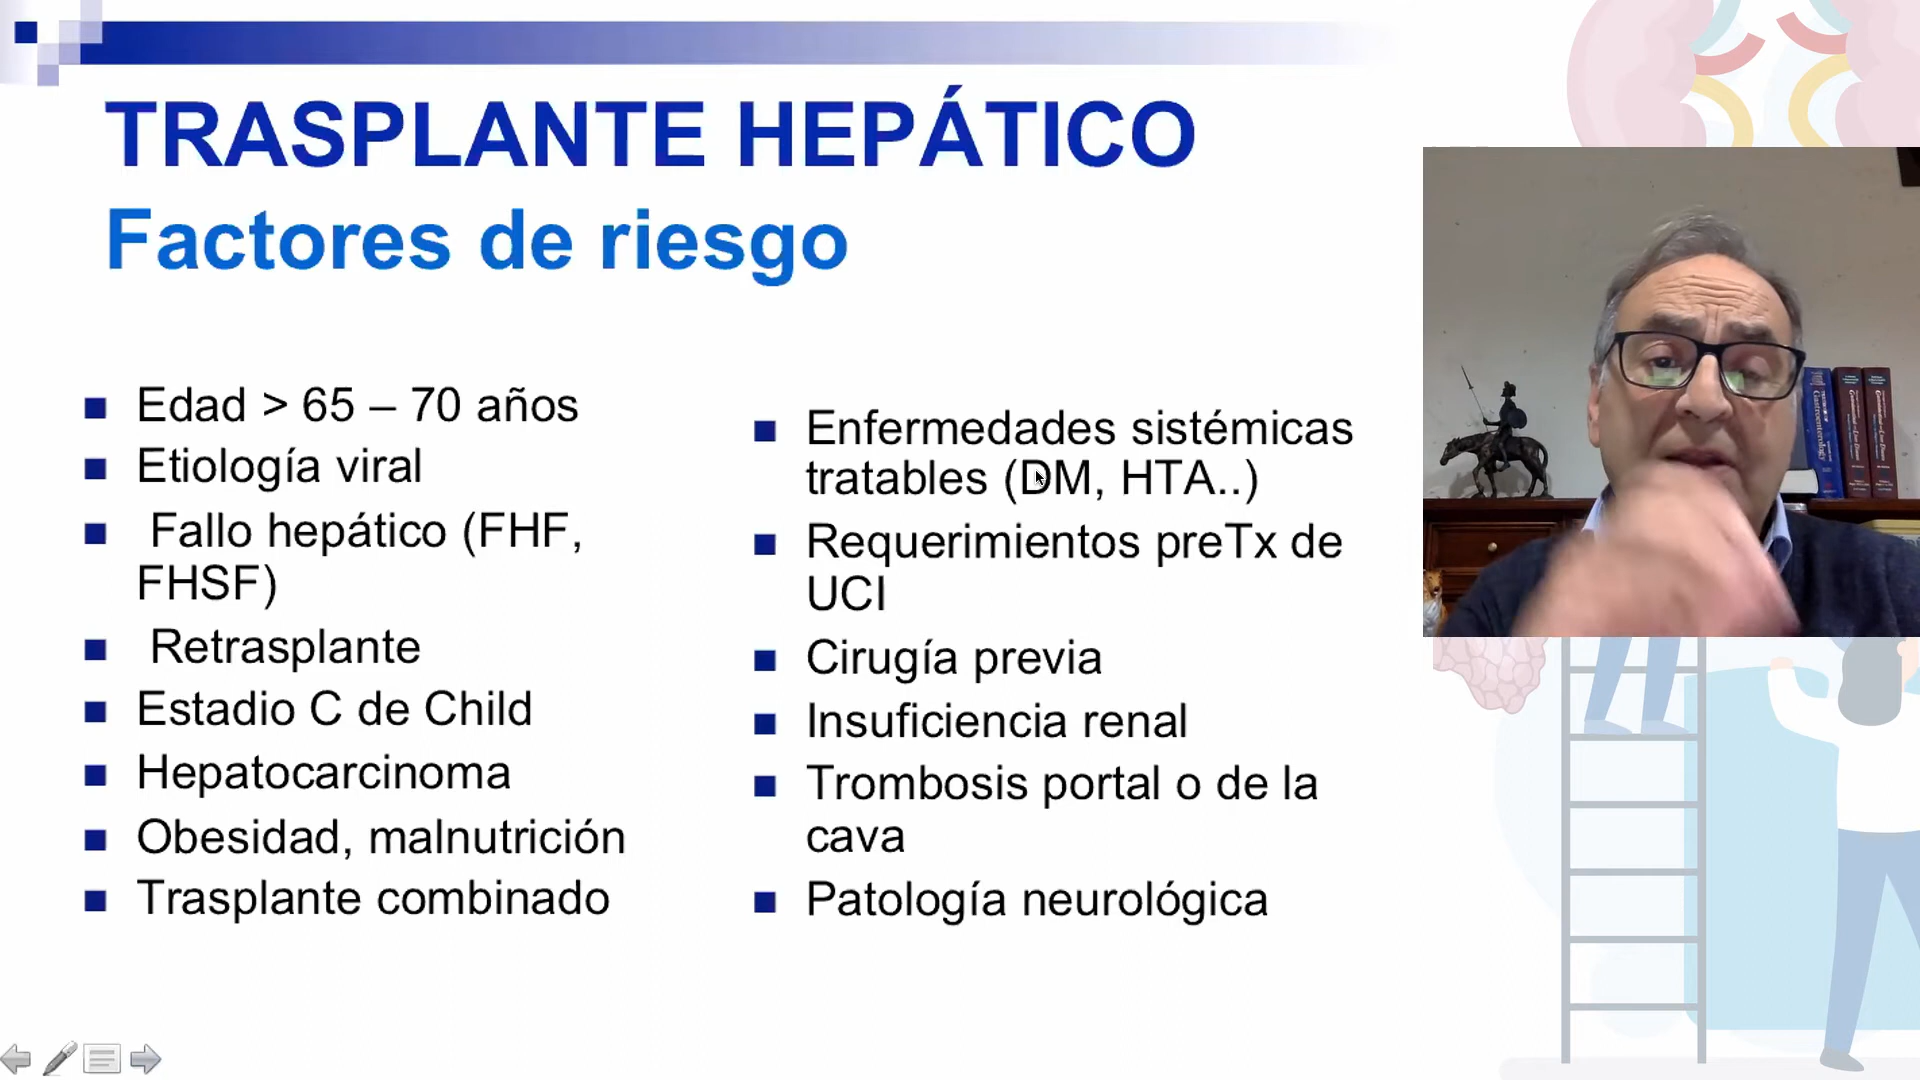 TRASPLANTE HEPÁTICO
Factores de riesgo
Edad > 65 – 70 años
Etiología viral
Fallo hepático (FHF,
FHSF)
Retrasplante
Estadio C de Child
Hepatocarcinoma
Obesidad, malnutrición
Trasplante combinado
Enfermedades sistémicas
tratables (DM, HTA..)
Requerimientos preTx de
UCI
Cirugía previa
Insuficiencia renal
Trombosis portal o de la
cava
Patología neurológica
Gastroenterology